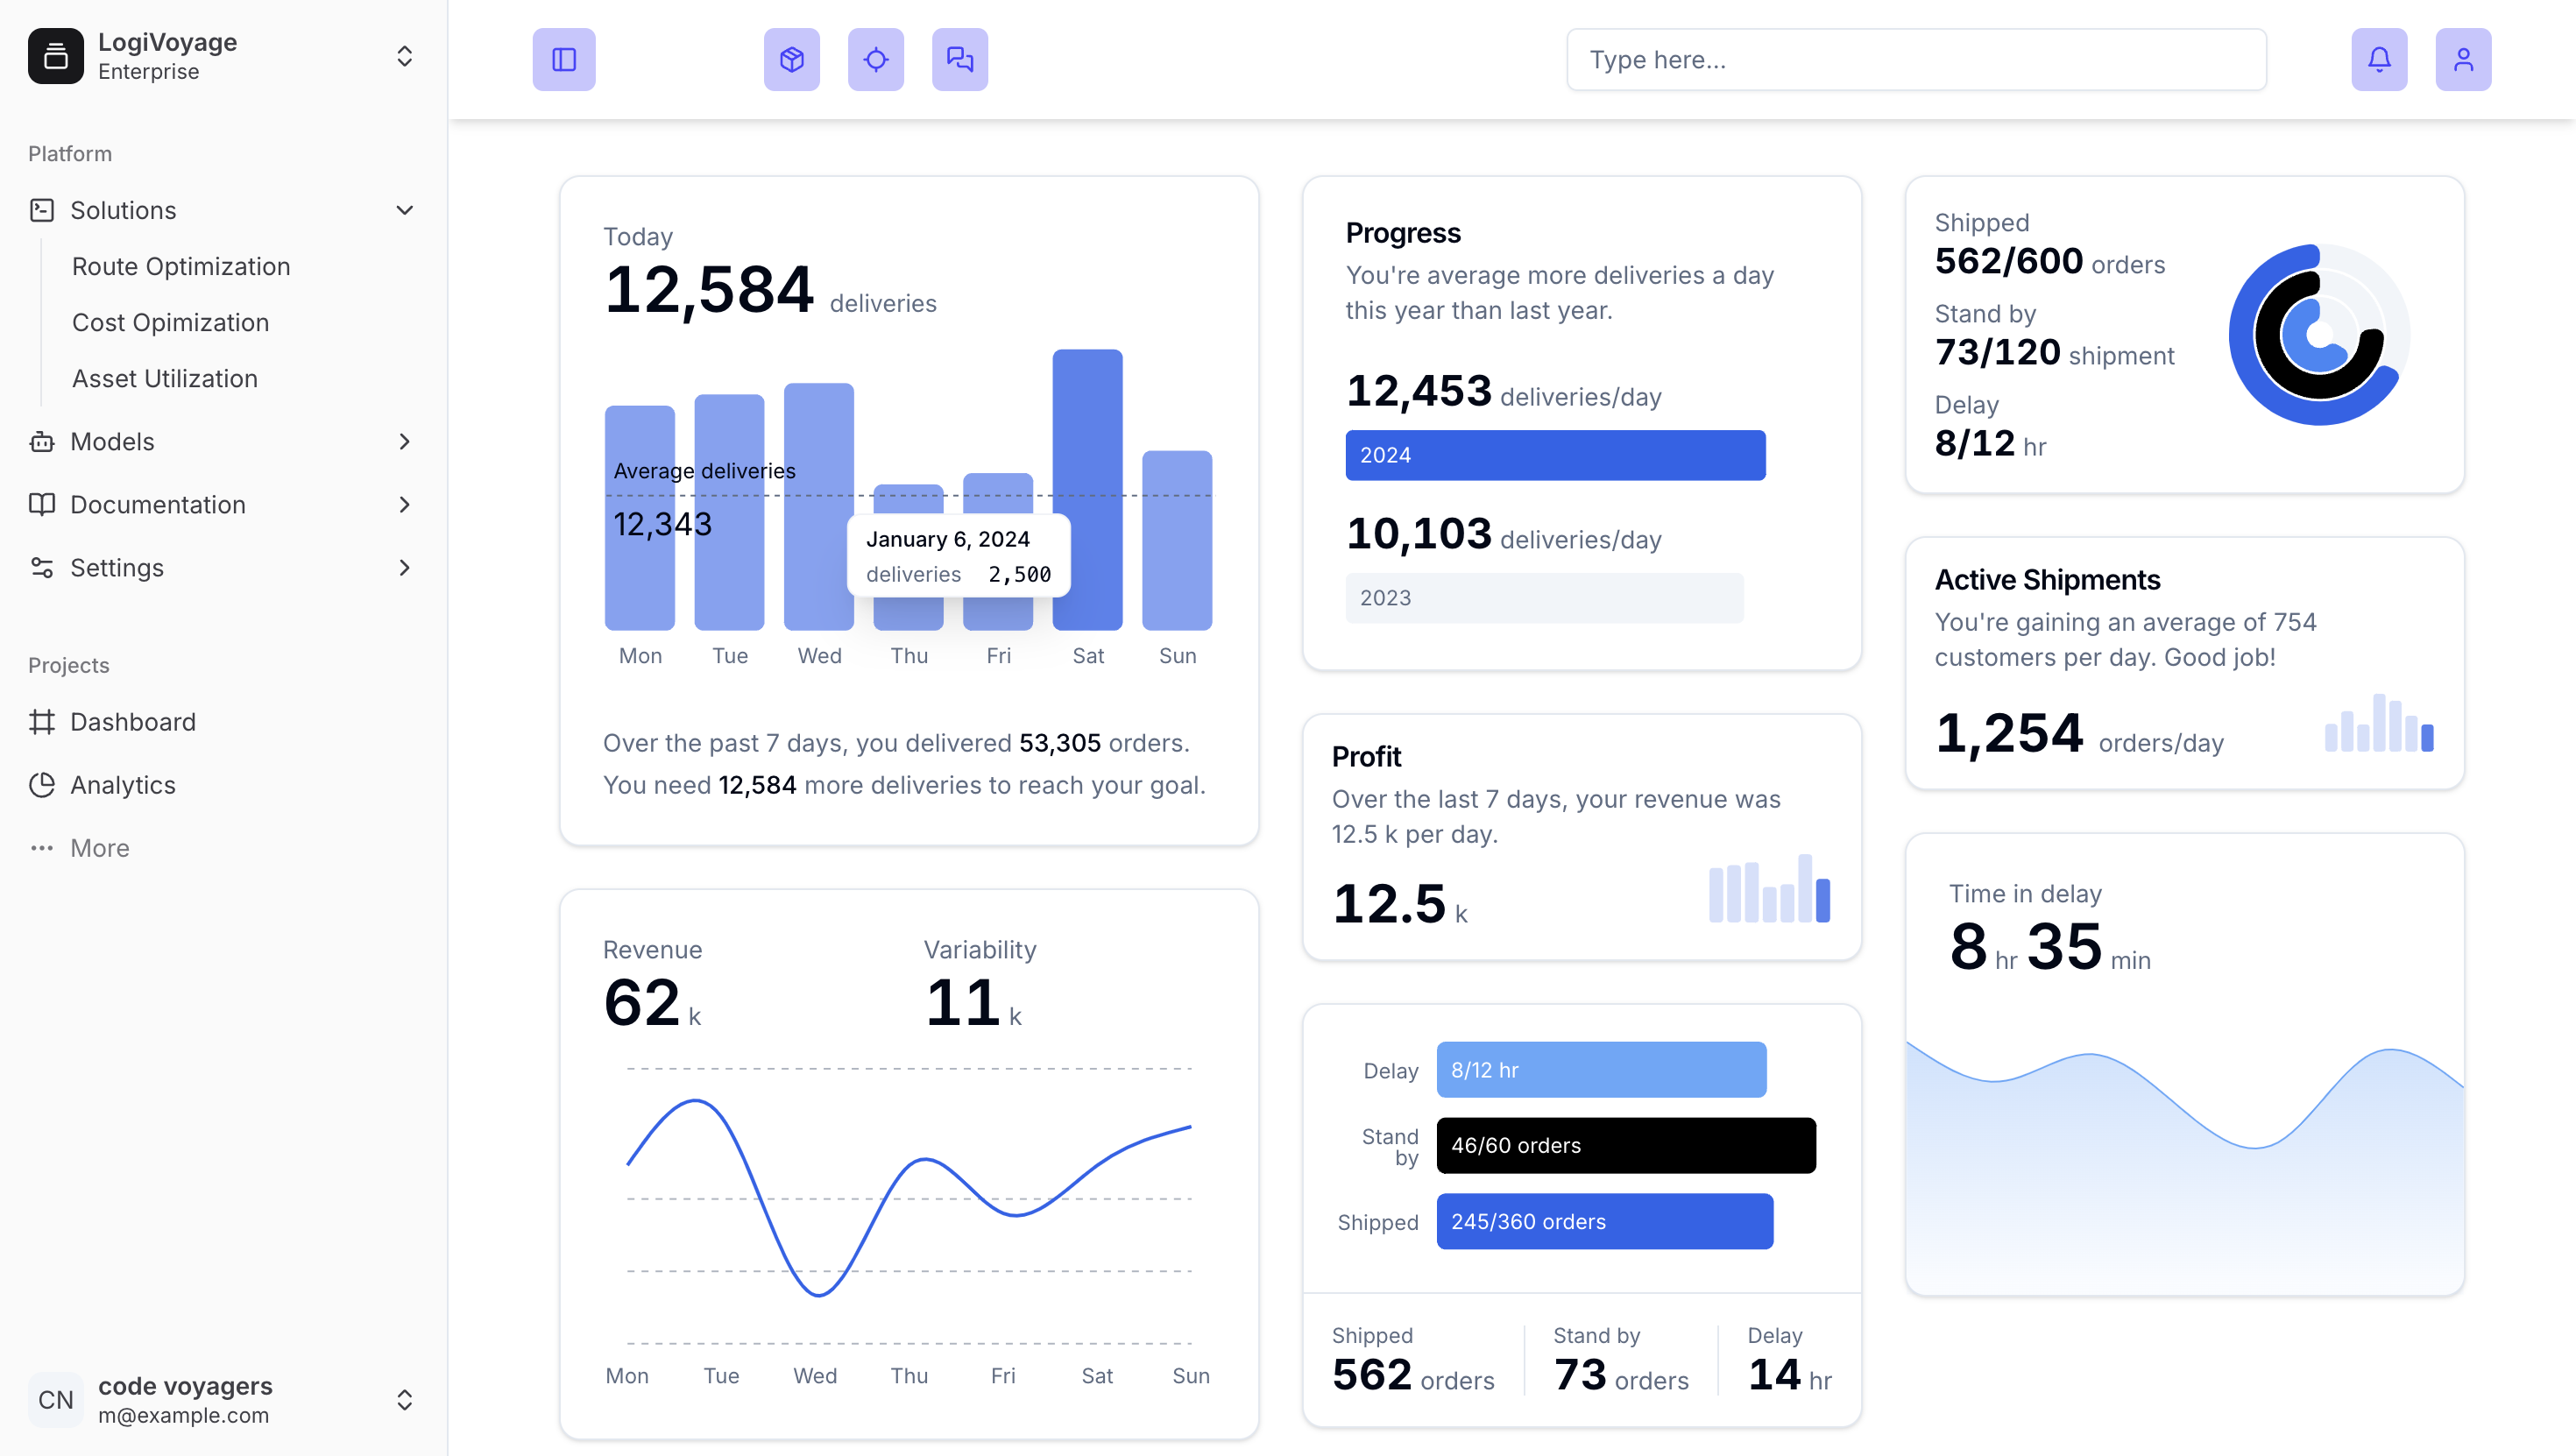 LogiVoyage
Enterprise
Platform
Solutions
Route Optimization
Cost Opimization
Asset Utilization
Models
Documentation
Settings
Projects
Dashboard
Analytics
More
CN
code voyagers
m@example.com
Type here...
Today
12,584 deliveries
Average deliveries
12,343
January 6, 2024
deliveries 2,500
Mon Tue Wed Thu Fri Sat Sun
Over the past 7 days, you delivered 53,305 orders.
You need 12,584 more deliveries to reach your goal.
Revenue
62 k
Variability
11 k
Mon Tue Wed Thu Fri Sat Sun
Progress
You're average more deliveries a day
this year than last year.
12,453 deliveries/day
2024
10,103 deliveries/day
2023
Profit
Over the last 7 days, your revenue was
12.5 k per day.
12.5 k
Delay
8/12 hr
Stand
by
46/60 orders
Shipped
245/360 orders
Shipped
562 orders
Stand by
73 orders
Delay
14 hr
Shipped
562/600 orders
Stand by
73/120 shipment
Delay
8/12 hr
Active Shipments
You're gaining an average of 754
customers per day. Good job!
1,254 orders/day
Time in delay
8 hr 35 min